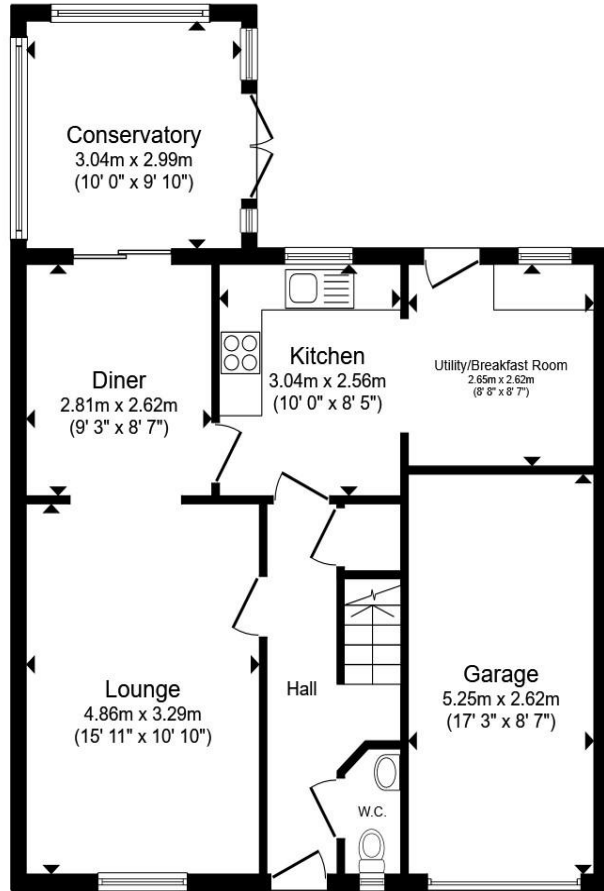 Conservatory
3.04m x 2.99m
(10' 0" x 9' 10")
Diner
2.81m x 2.62m
(9' 3" x 8' 7")
Kitchen
3.04m x 2.56m
(10' 0" x 8' 5")
Utility/Breakfast Room
2.65m x 2.62m
(8' 8" x 8' 7")
Lounge
4.86m x 3.29m
(15' 11" x 10' 10")
Hall
Garage
5.25m x 2.62m
(17' 3" x 8' 7")
W.C.